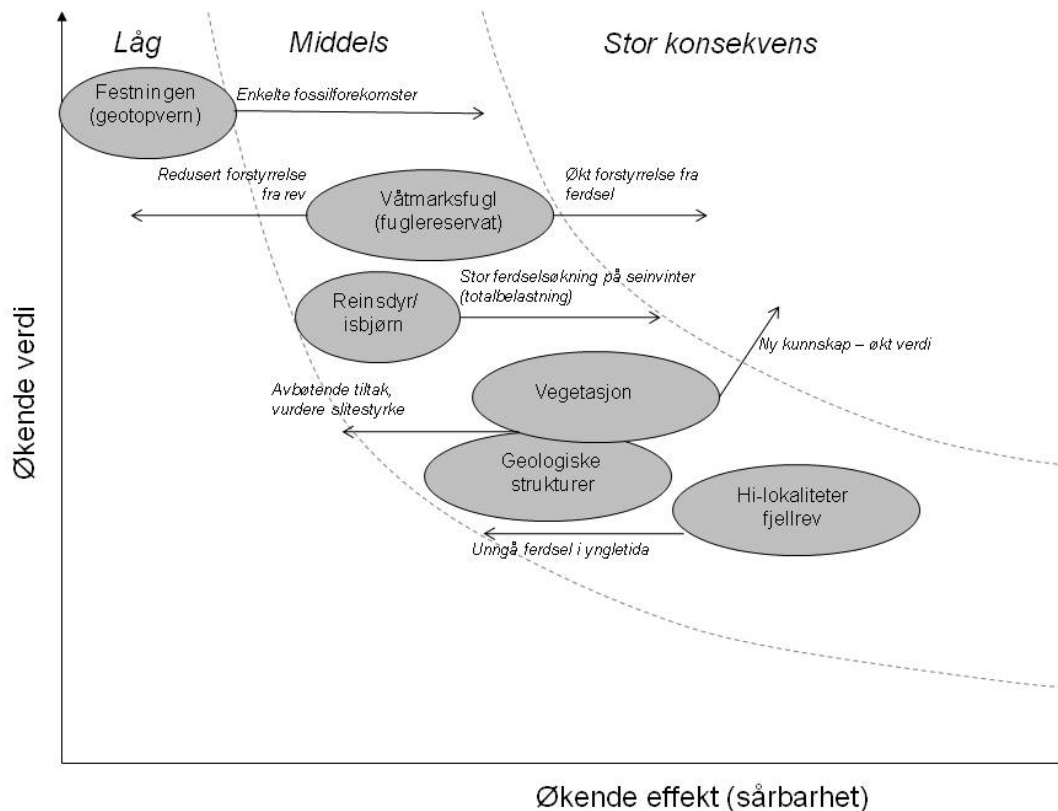 Låg
Middels
Stor konsekvens
Festningen
(geotopvern)
Enkelte fossilforekomster
Redusert forstyrrelse
fra rev
Våtmarksfugl
(fuglereservat)
Økt forstyrrelse fra
ferdsel
Reinsdyr/
isbjørn
Stor ferdselsøkning på seinvinter
(totalbelastning)
Ny kunnskap – økt verdi
Avbøtende tiltak,
vurdere slitestyrke
Vegetasjon
Geologiske
strukturer
Hi-lokaliteter
fjellrev
Unngå ferdsel i yngletida
Økende verdi
Økende effekt (sårbarhet)